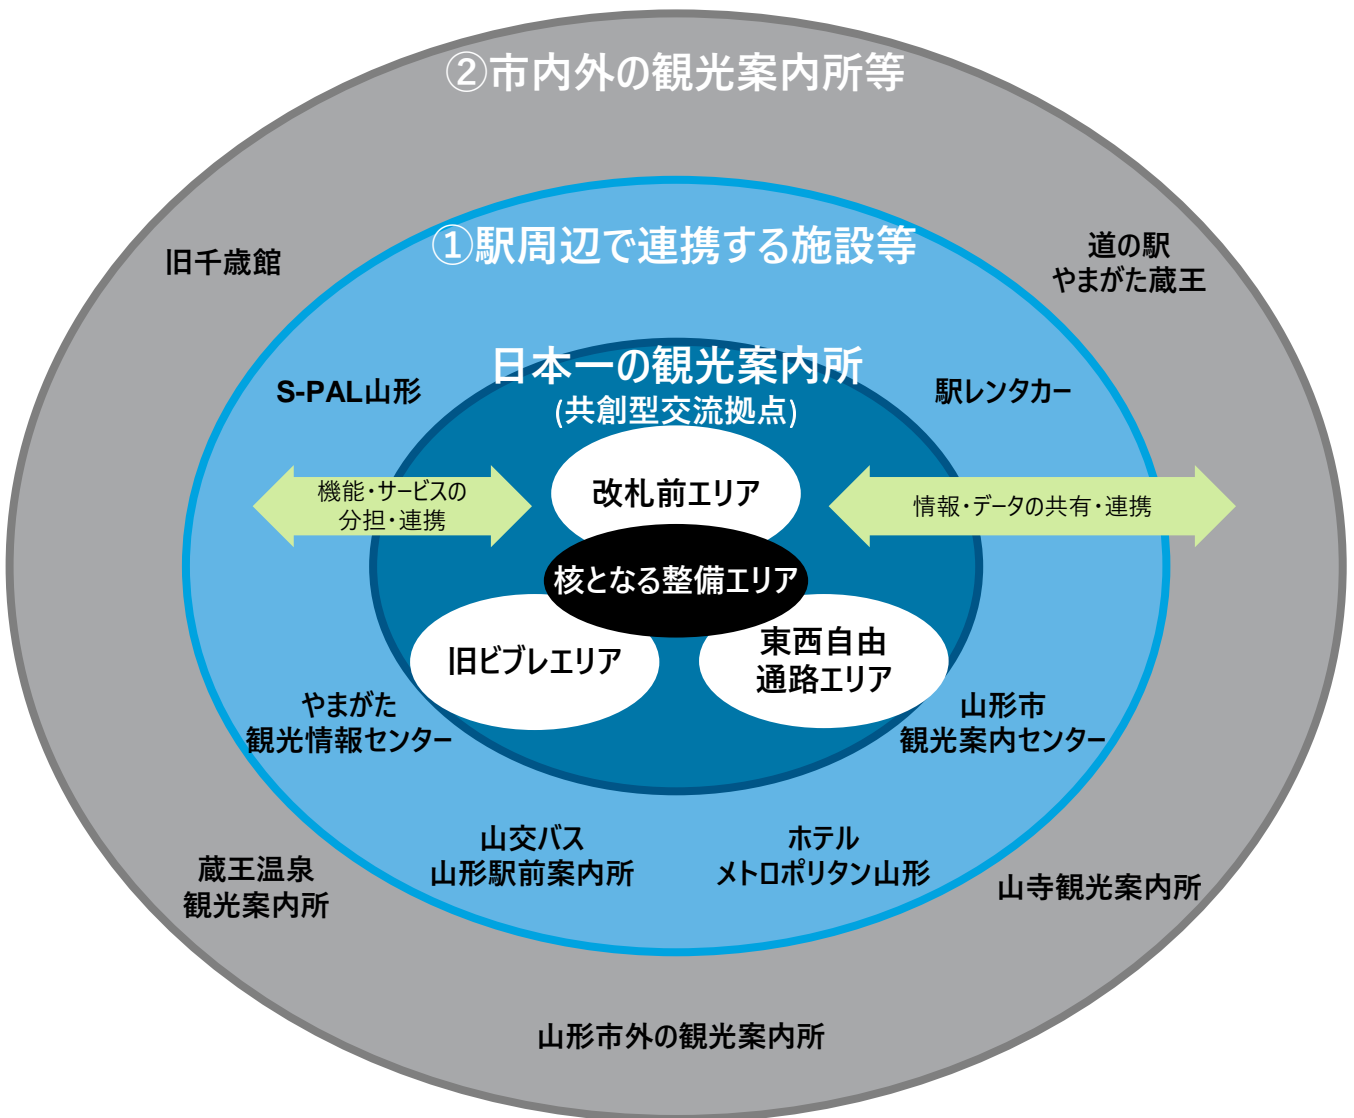 ②市内外の観光案内所等
①駅周辺で連携する施設等
旧千歳館
道の駅
やまがた蔵王
日本一の観光案内所
(共創型交流拠点)
S-PAL山形
駅レンタカー
改札前エリア
機能・サービスの
分担・連携
情報・データの共有・連携
核となる整備エリア
旧ビブレエリア
東西自由
通路エリア
やまがた
観光情報センター
山形市
観光案内センター
山交バス
山形駅前案内所
ホテル
メトロポリタン山形
蔵王温泉
観光案内所
山寺観光案内所
山形市外の観光案内所